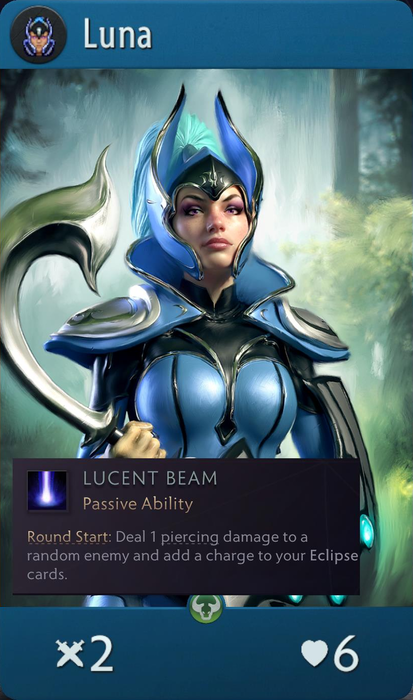 Luna
LUCENT BEAM
Passive Ability
Round Start: Deal 1 piercing damage to a
random enemy and add a charge to your Eclipse
cards.
2 6